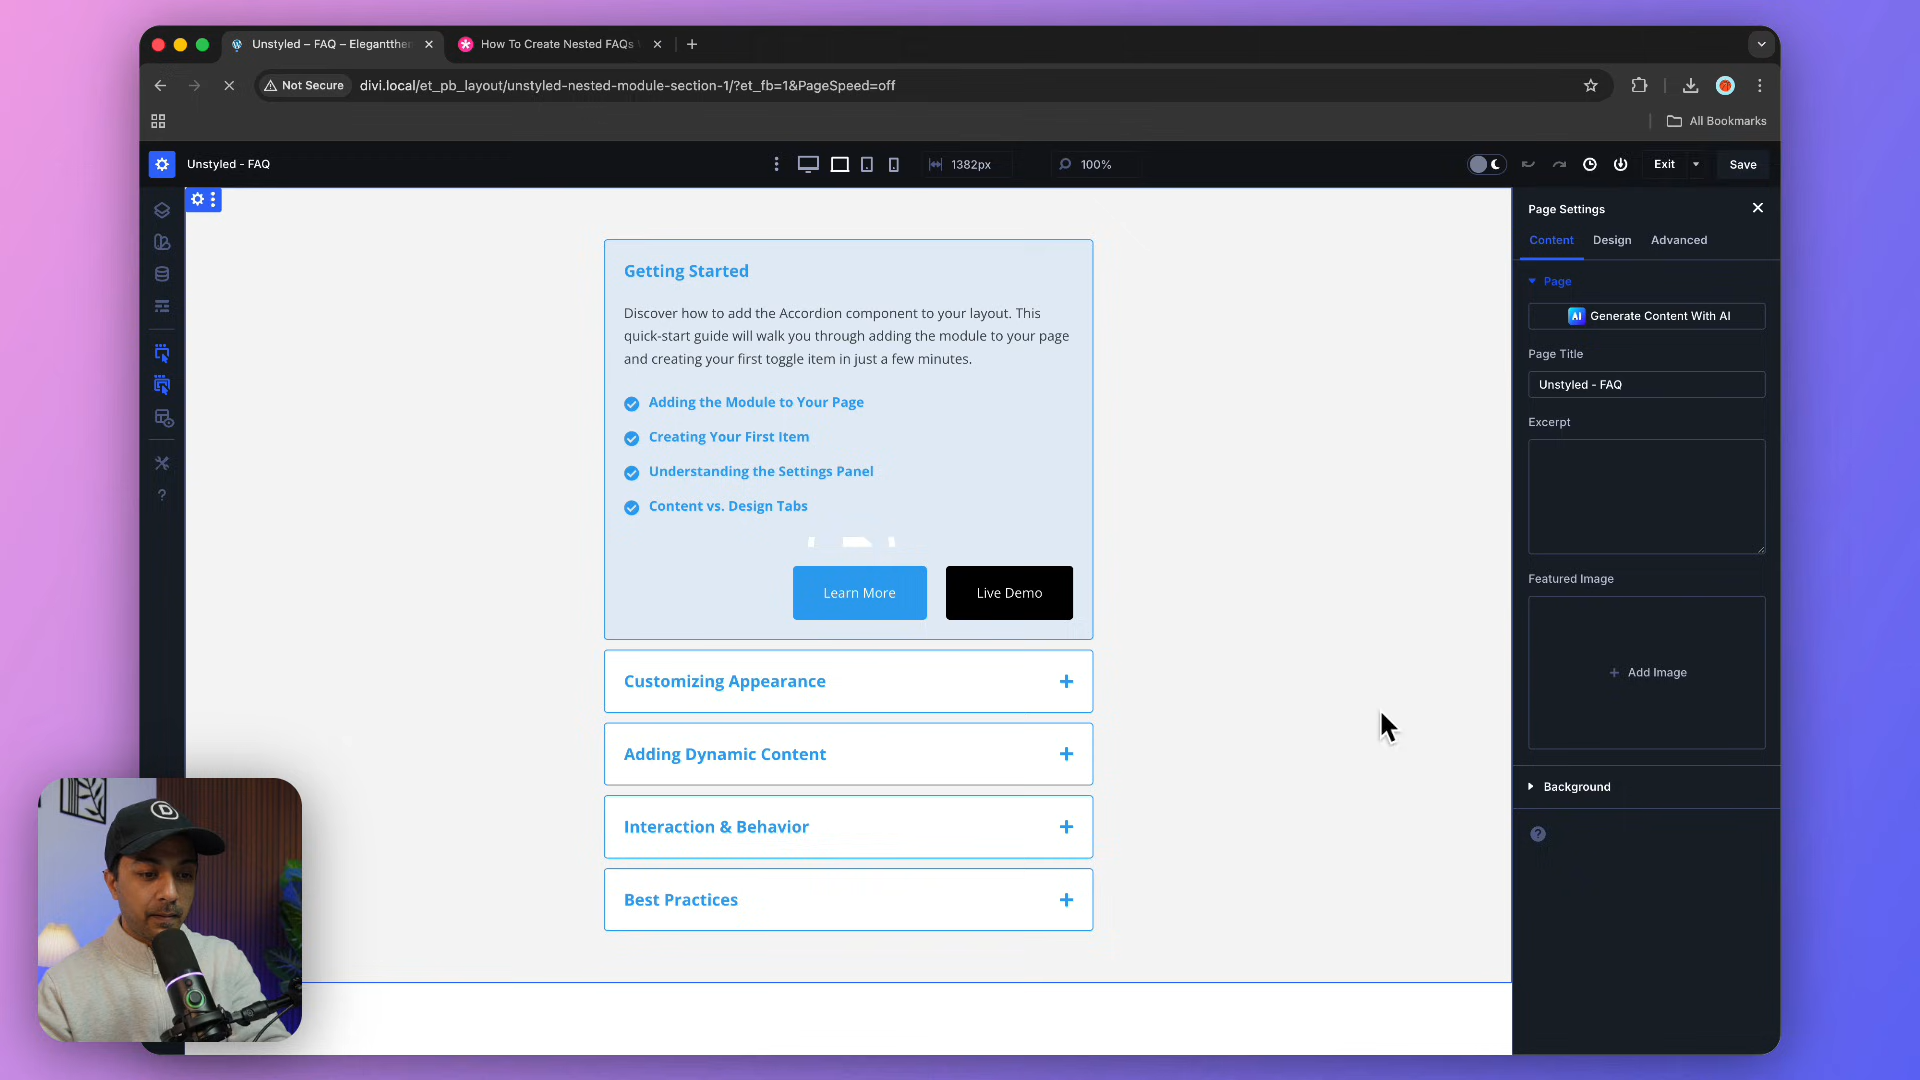 Unstyled – FAQ – Elegantthe
How To Create Nested FAQs
Not Secure
divi.local/et_pb_layout/unstyled-nested-module-section-1/?et_fb=1&PageSpeed=off
All Bookmarks
Unstyled - FAQ
1382px
100%
Exit
Save
Page Settings
Content
Design
Advanced
Page
AI Generate Content With AI
Page Title
Unstyled - FAQ
Excerpt
Featured Image
Add Image
Background
?
Getting Started
Discover how to add the Accordion component to your layout. This
quick-start guide will walk you through adding the module to your page
and creating your first toggle item in just a few minutes.
Adding the Module to Your Page
Creating Your First Item
Understanding the Settings Panel
Content vs. Design Tabs
Learn More
Live Demo
Customizing Appearance
Adding Dynamic Content
Interaction & Behavior
Best Practices
?
D